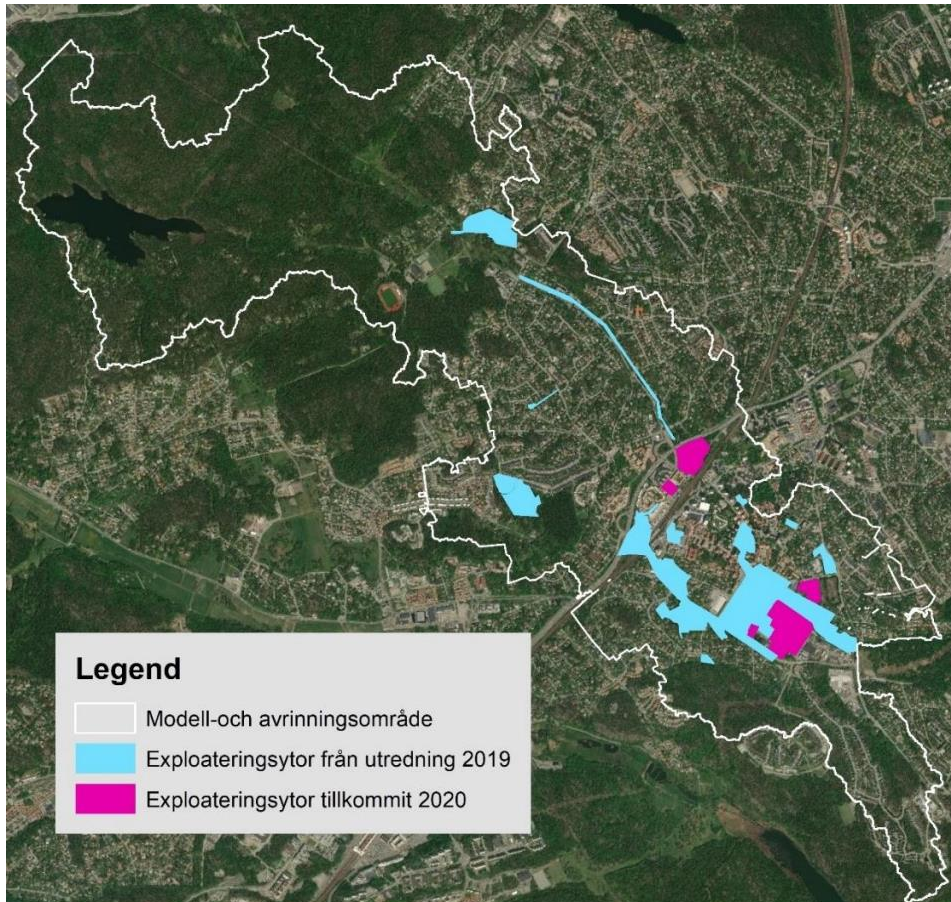 Legend
Modell-och avrinningsområde
Exploateringsytor från utredning 2019
Exploateringsytor tillkommit 2020